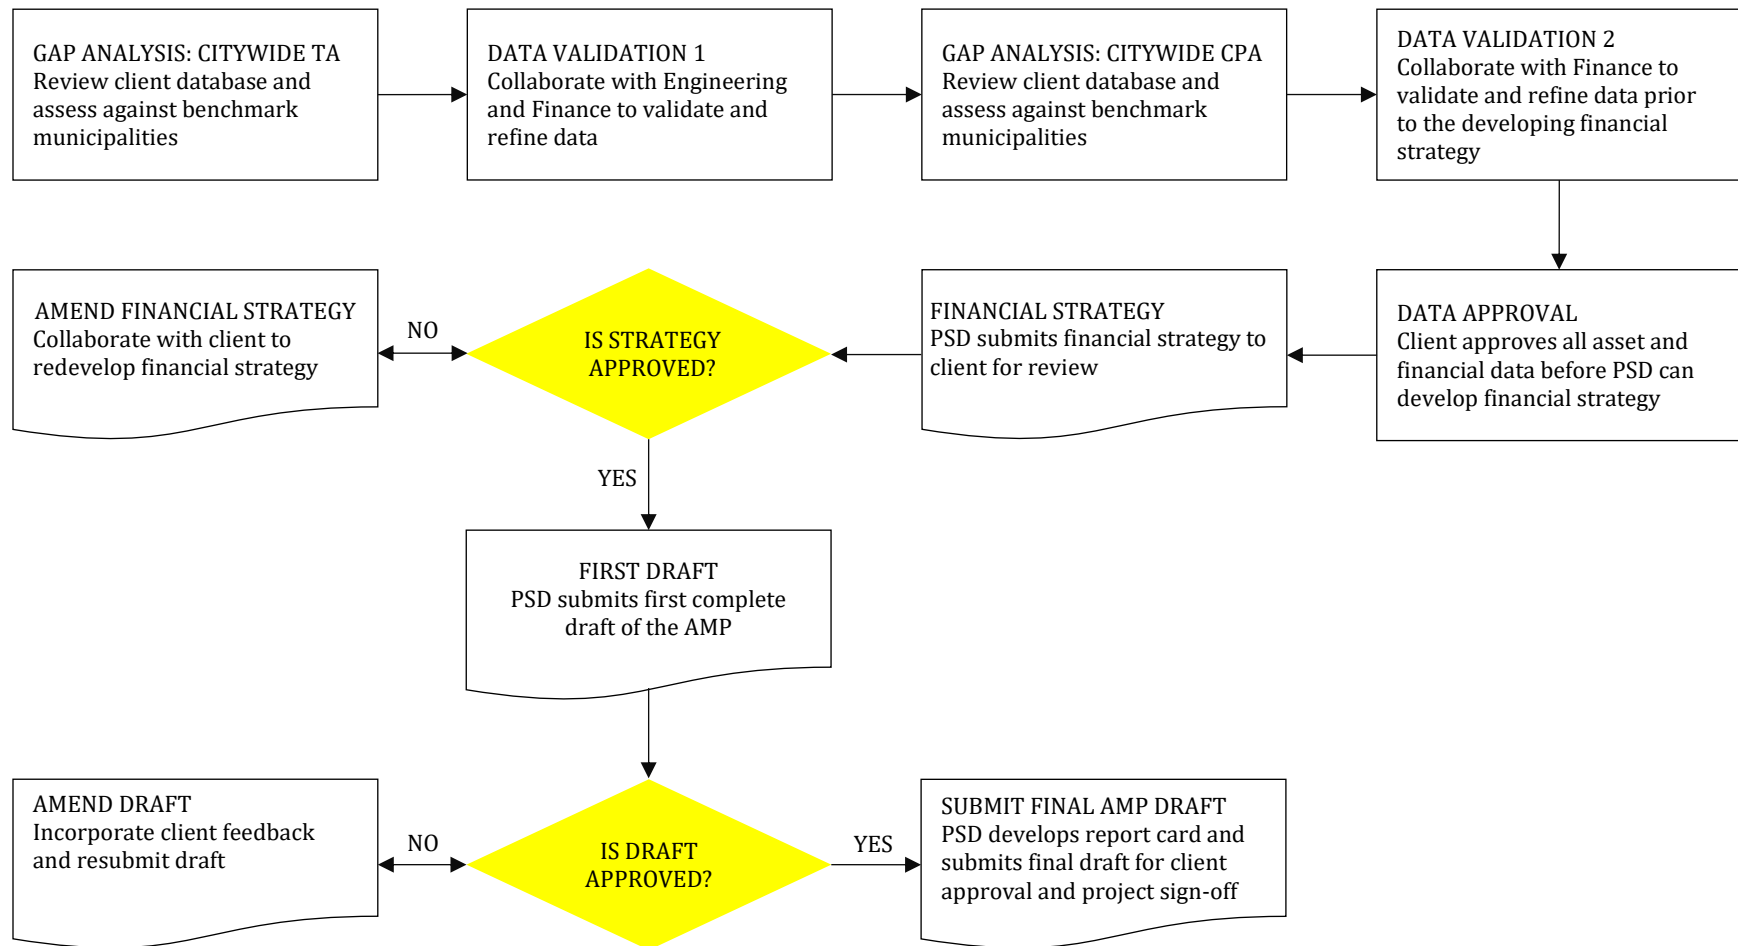 GAP ANALYSIS: CITYWIDE TA
Review client database and
assess against benchmark
municipalities
DATA VALIDATION 1
Collaborate with Engineering
and Finance to validate and
refine data
GAP ANALYSIS: CITYWIDE CPA
Review client database and
assess against benchmark
municipalities
DATA VALIDATION 2
Collaborate with Finance to
validate and refine data prior
to the developing financial
strategy
DATA APPROVAL
Client approves all asset and
financial data before PSD can
develop financial strategy
FINANCIAL STRATEGY
PSD submits financial strategy to
client for review
IS STRATEGY
APPROVED?
NO
AMEND FINANCIAL STRATEGY
Collaborate with client to
redevelop financial strategy
YES
FIRST DRAFT
PSD submits first complete
draft of the AMP
IS DRAFT
APPROVED?
NO
AMEND DRAFT
Incorporate client feedback
and resubmit draft
YES
SUBMIT FINAL AMP DRAFT
PSD develops report card and
submits final draft for client
approval and project sign-off